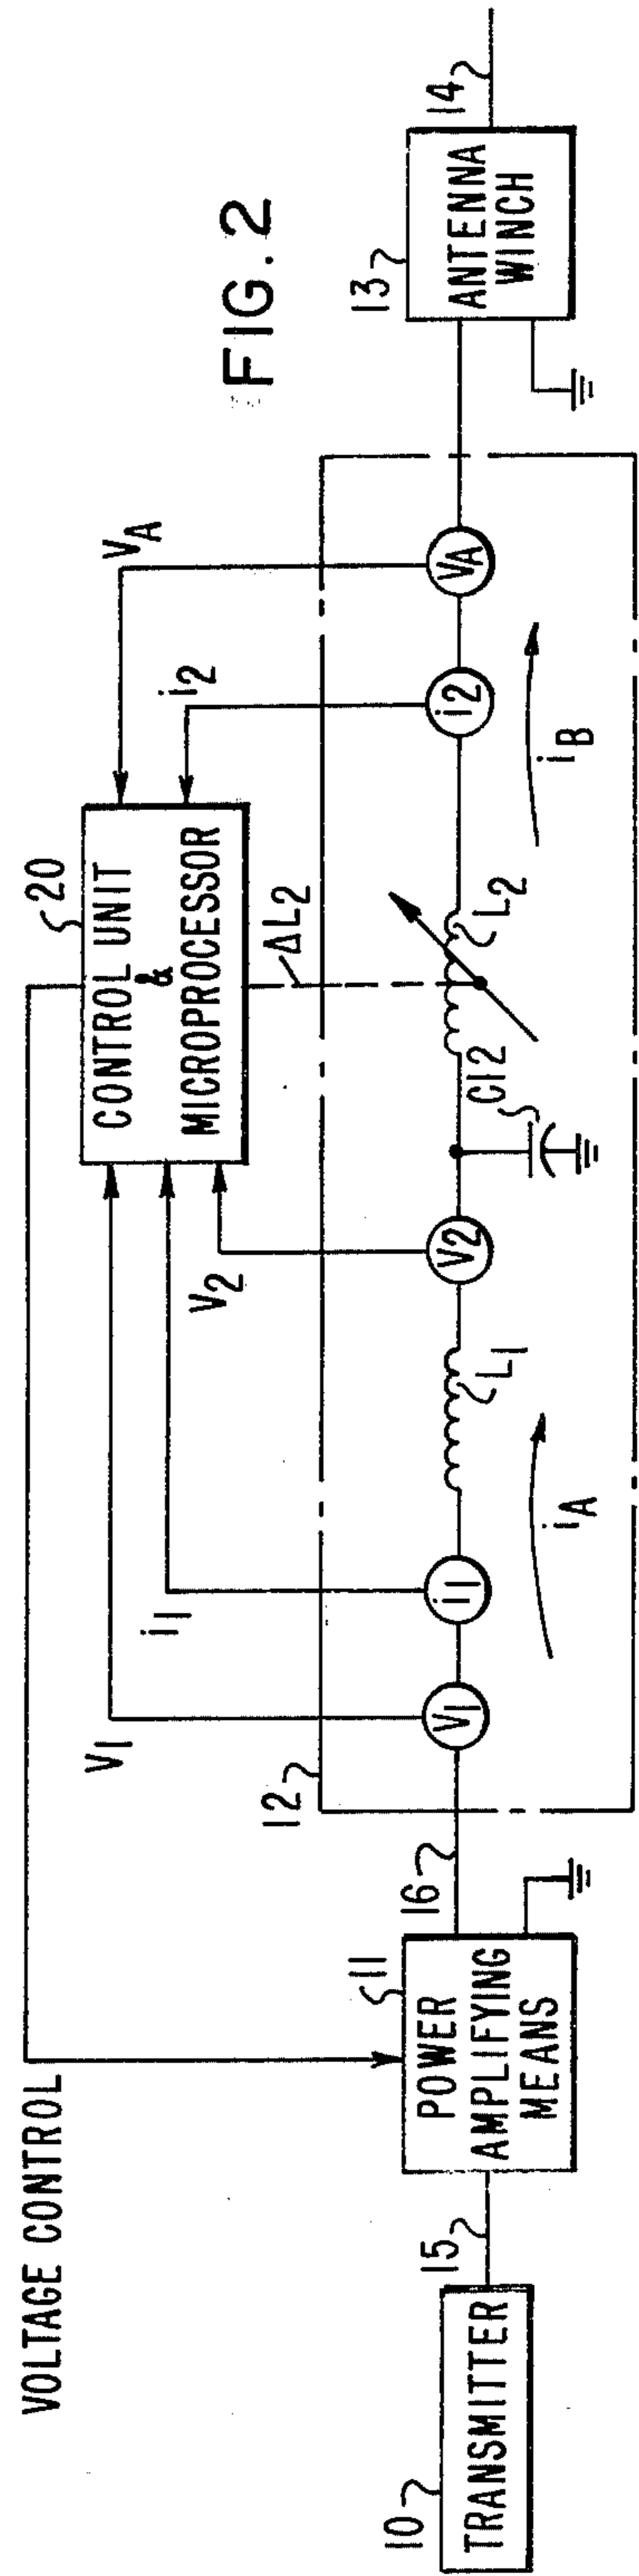 FIG. 2
VOLTAGE CONTROL
20
CONTROL UNIT
&
MICROPROCESSOR
V1
i1
V2
i2
VA
ΔL2
12
10
TRANSMITTER
15
11
POWER
AMPLIFYING
MEANS
16
V1
i1
L1
V2
C12
L2
i2
VA
iA
iB
13
ANTENNA
WINCH
14